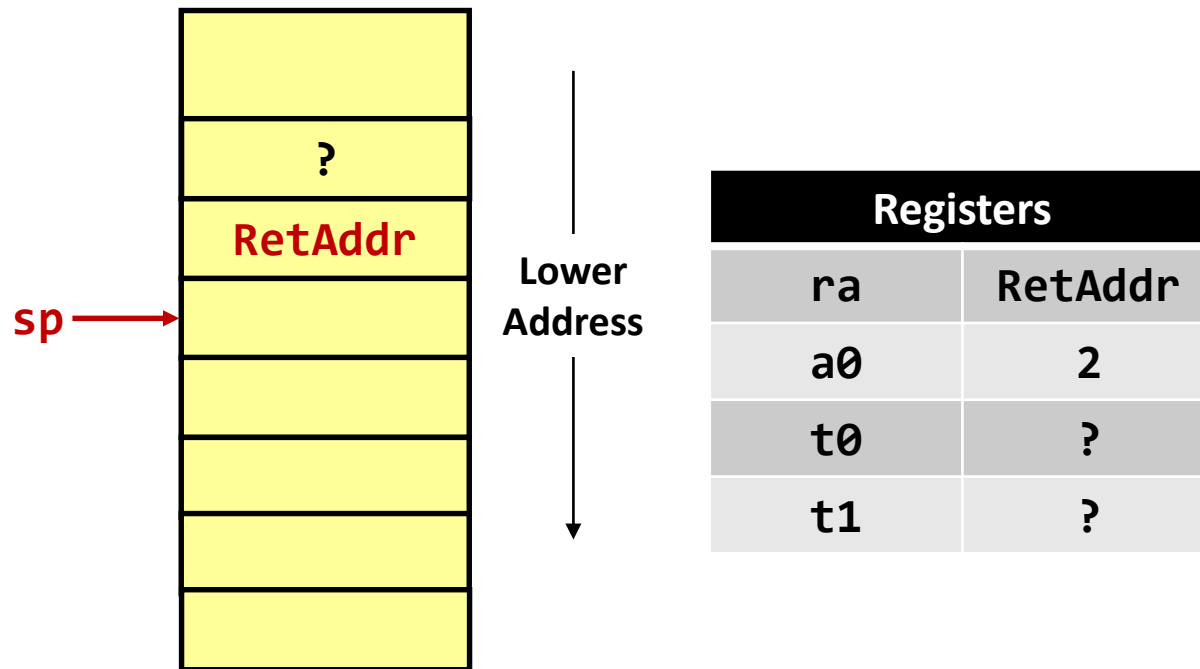 ?
RetAddr
sp
Lower
Address
Registers
ra RetAddr
a0 2
t0 ?
t1 ?